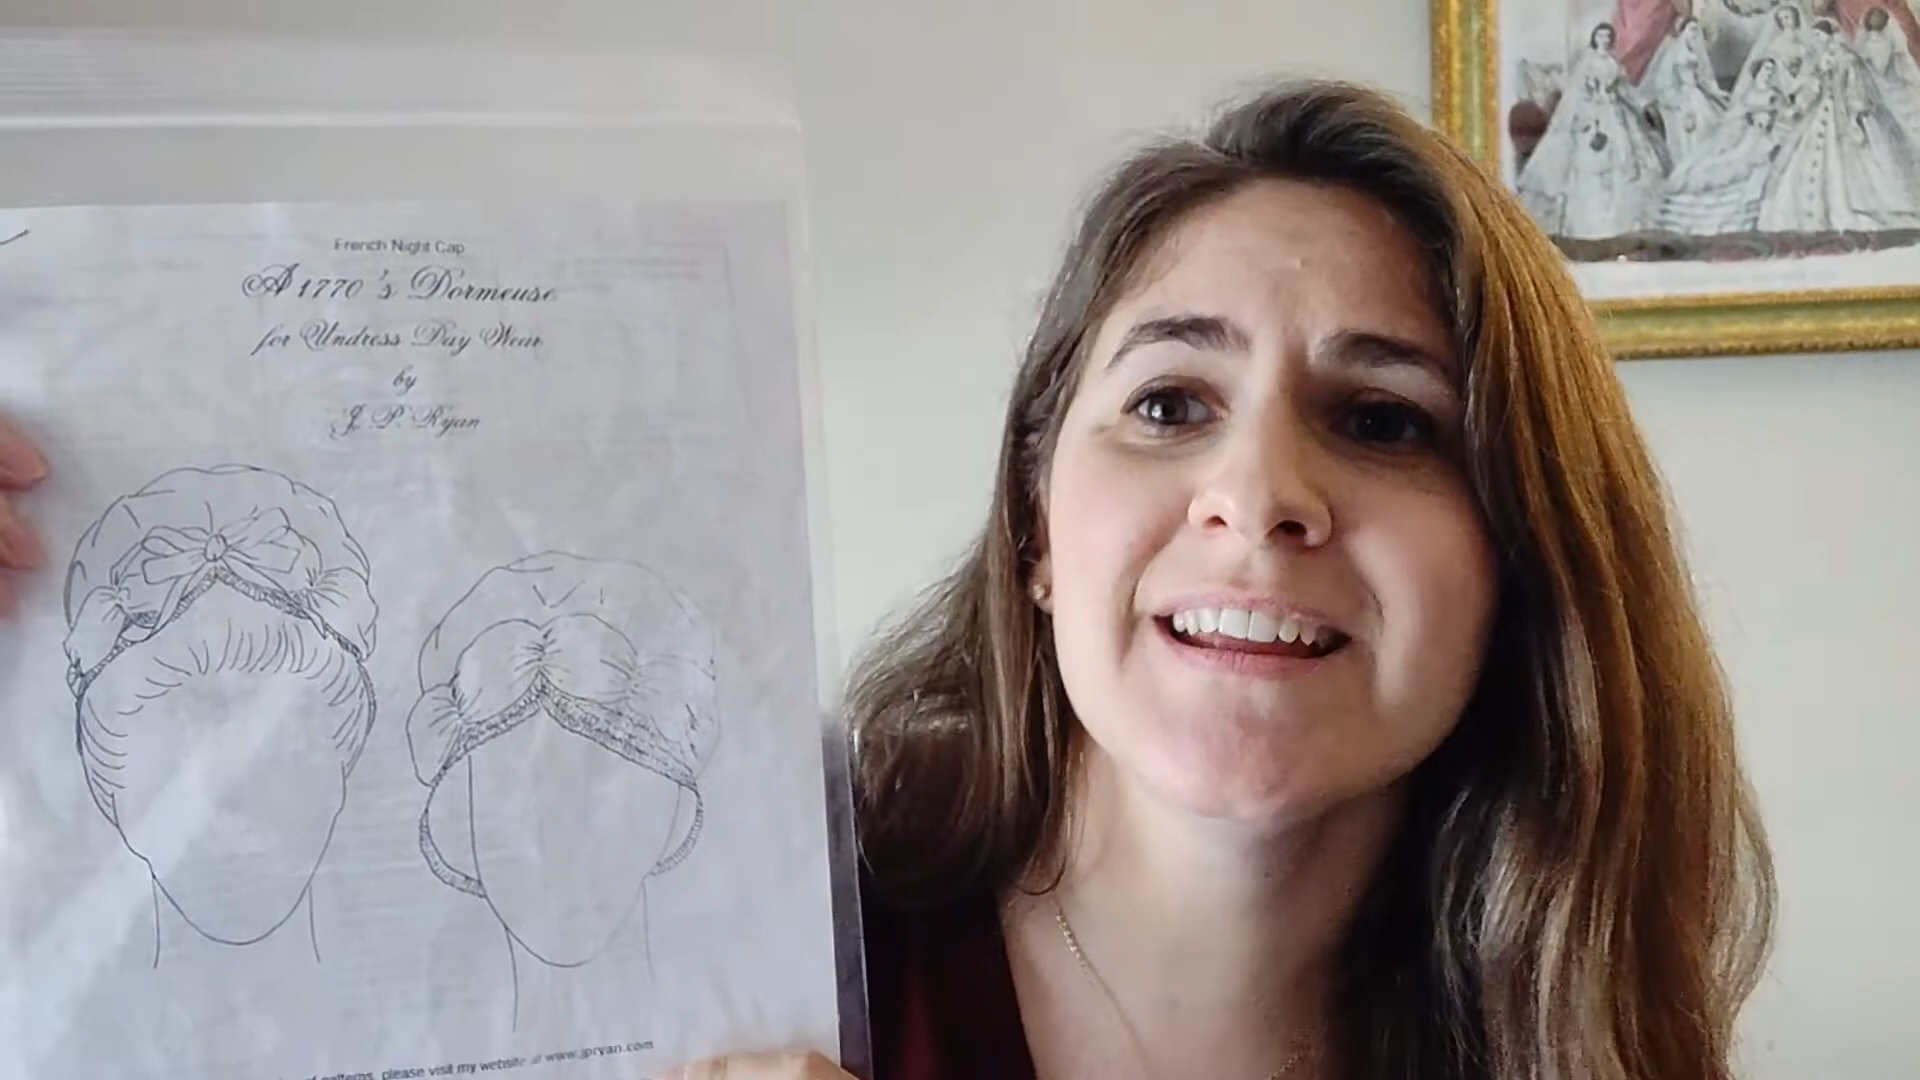 French Night Cap
A 1770's Dormeuse
for Undress Day Wear
by
J. P. Ryan
patterns, please visit my website at www.jpryan.com